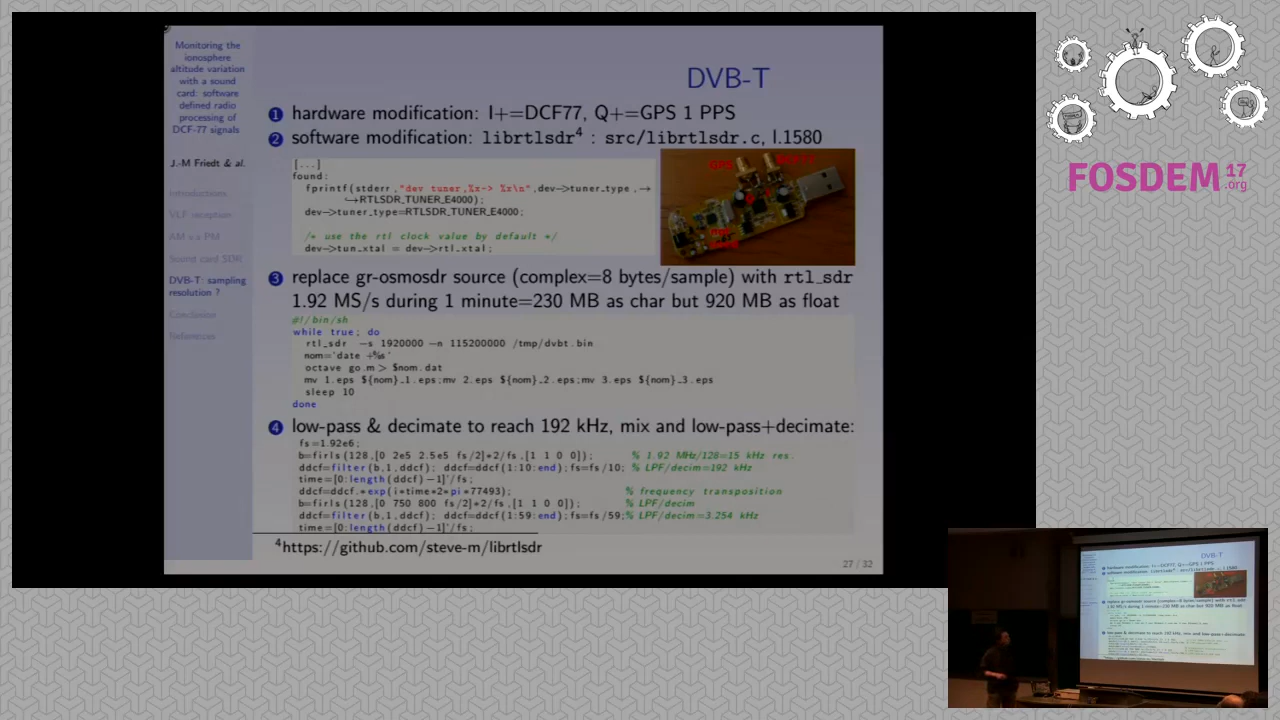 Monitoring the
ionosphere
altitude variation
with a sound
card: software
defined radio
processing of
DCF-77 signals
J.-M Friedt & al.
Introductions
VLF reception
AM v.s PM
Sound card SDR
DVB-T: sampling
resolution ?
Conclusion
References
DVB-T
1 hardware modification: I+=DCF77, Q+=GPS 1 PPS
2 software modification: librtlsdr4 : src/librtlsdr.c, l.1580
[...]
found:
fprintf(stderr,"dev tuner,%x-> %x\n",dev->tuner_type,→
↪RTLSDR_TUNER_E4000);
dev->tuner_type=RTLSDR_TUNER_E4000;
/* use the rtl clock value by default */
dev->tun_xtal = dev->rtl_xtal;
GPS
3 replace gr-osmosdr source (complex=8 bytes/sample) with rtl_sdr
1.92 MS/s during 1 minute=230 MB as char but 920 MB as float
#!/bin/sh
while true; do
rtl_sdr -s 1920000 -n 115200000 /tmp/dvbt.bin
nom=`date +%s`
octave go.m > $nom.dat
mv 1.eps ${nom}_1.eps;mv 2.eps ${nom}_2.eps;mv 3.eps ${nom}_3.eps
sleep 10
done
4 low-pass & decimate to reach 192 kHz, mix and low-pass+decimate:
fs=1.92e6;
b=firls(128,[0 2e5 2.5e5 fs/2]*2/fs,[1 1 0 0]); % 1.92 MHz/128=15 kHz res.
ddcf=filter(b,1,ddcf); ddcf=ddcf(1:10:end);fs=fs/10; % LPF/decim=192 kHz
time=[0:length(ddcf)-1]'/fs;
ddcf=ddcf.*exp(i*time*2*pi*77493); % frequency transposition
b=firls(128,[0 750 800 fs/2]*2/fs,[1 1 0 0]); % LPF/decim
ddcf=filter(b,1,ddcf); ddcf=ddcf(1:59:end);fs=fs/59;% LPF/decim=3.254 kHz
time=[0:length(ddcf)-1]'/fs;
4https://github.com/steve-m/librtlsdr
27 / 32
FOSDEM 17
.org